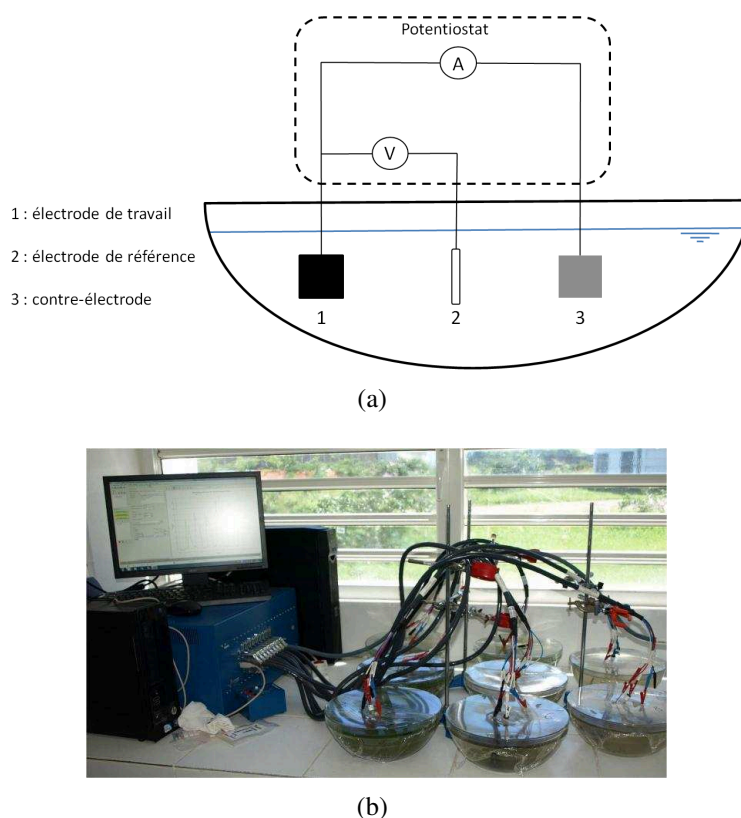 Potentiostat
A
V
1 : électrode de travail
2 : électrode de référence
3 : contre-électrode
1
2
3
(a)
(b)